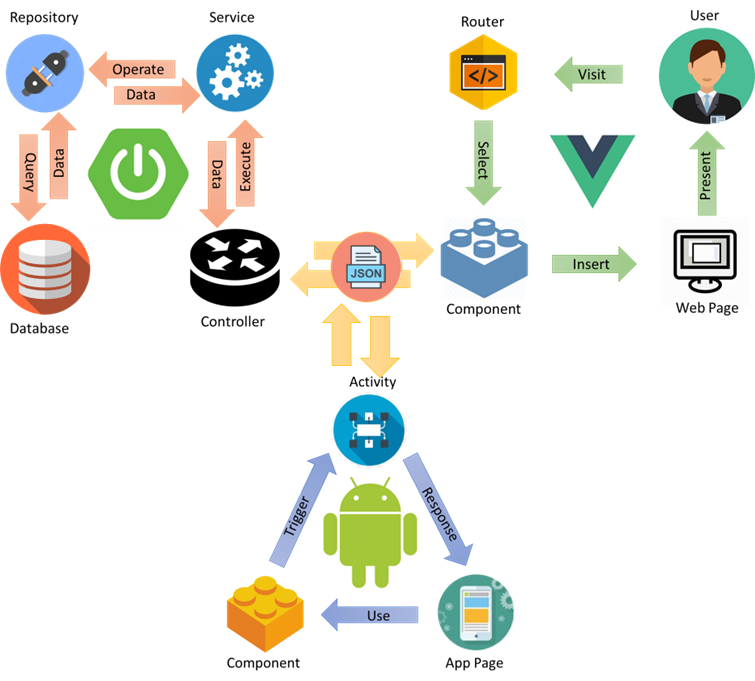 Repository
Service
Router
User
Operate
Data
Visit
Query
Data
Data
Execute
Select
Present
JSON
Insert
Database
Controller
Component
Web Page
Activity
Trigger
Response
Use
Component
App Page